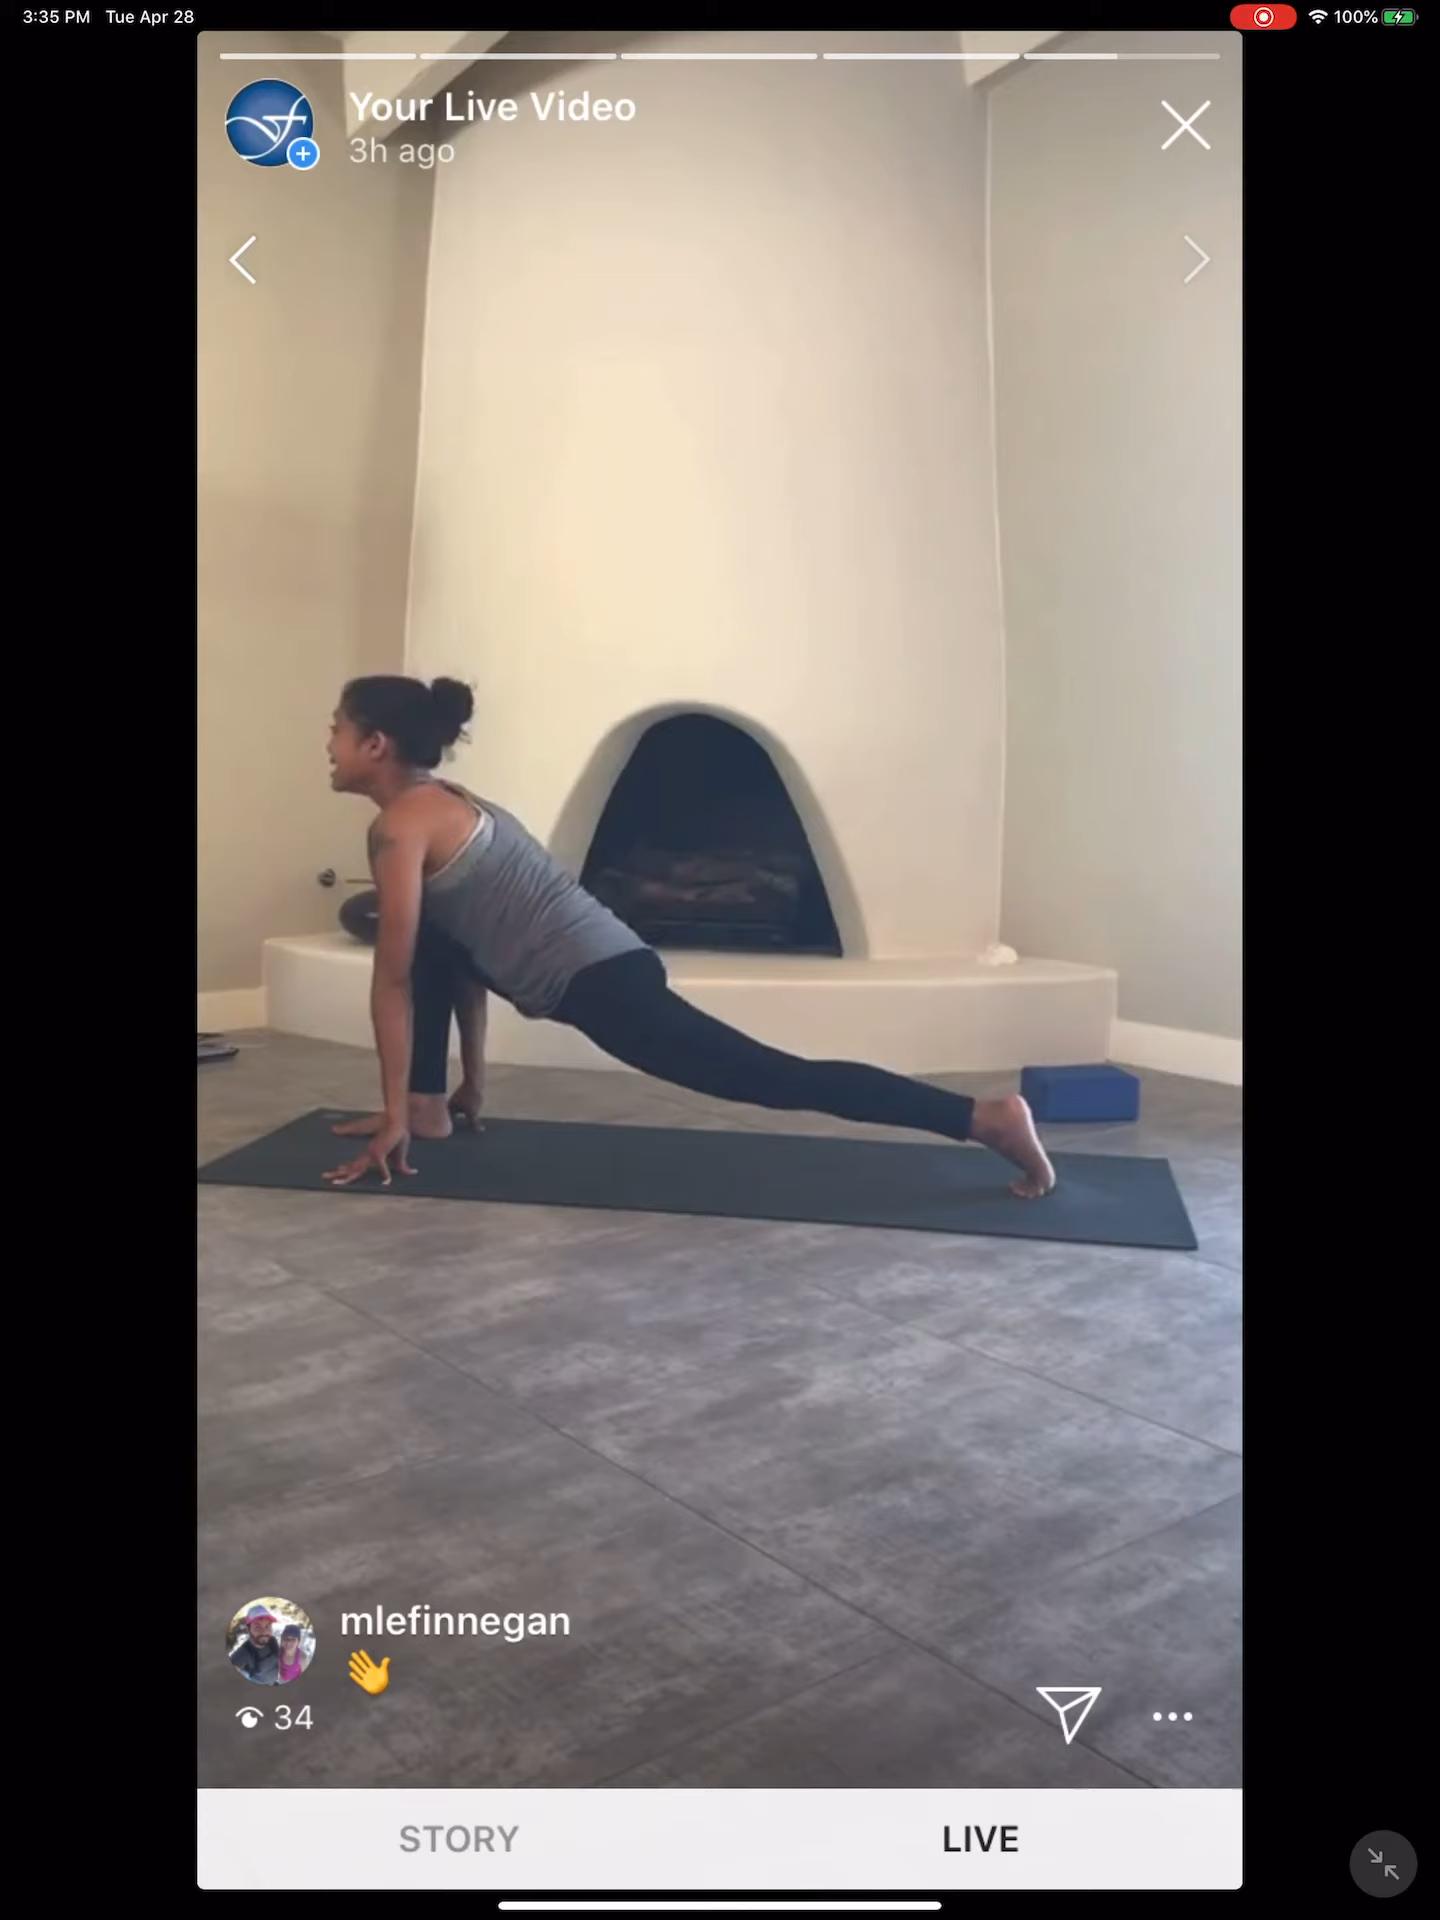 3:35 PM Tue Apr 28
100%
Your Live Video
3h ago
mlefinnegan
👋
34
STORY
LIVE